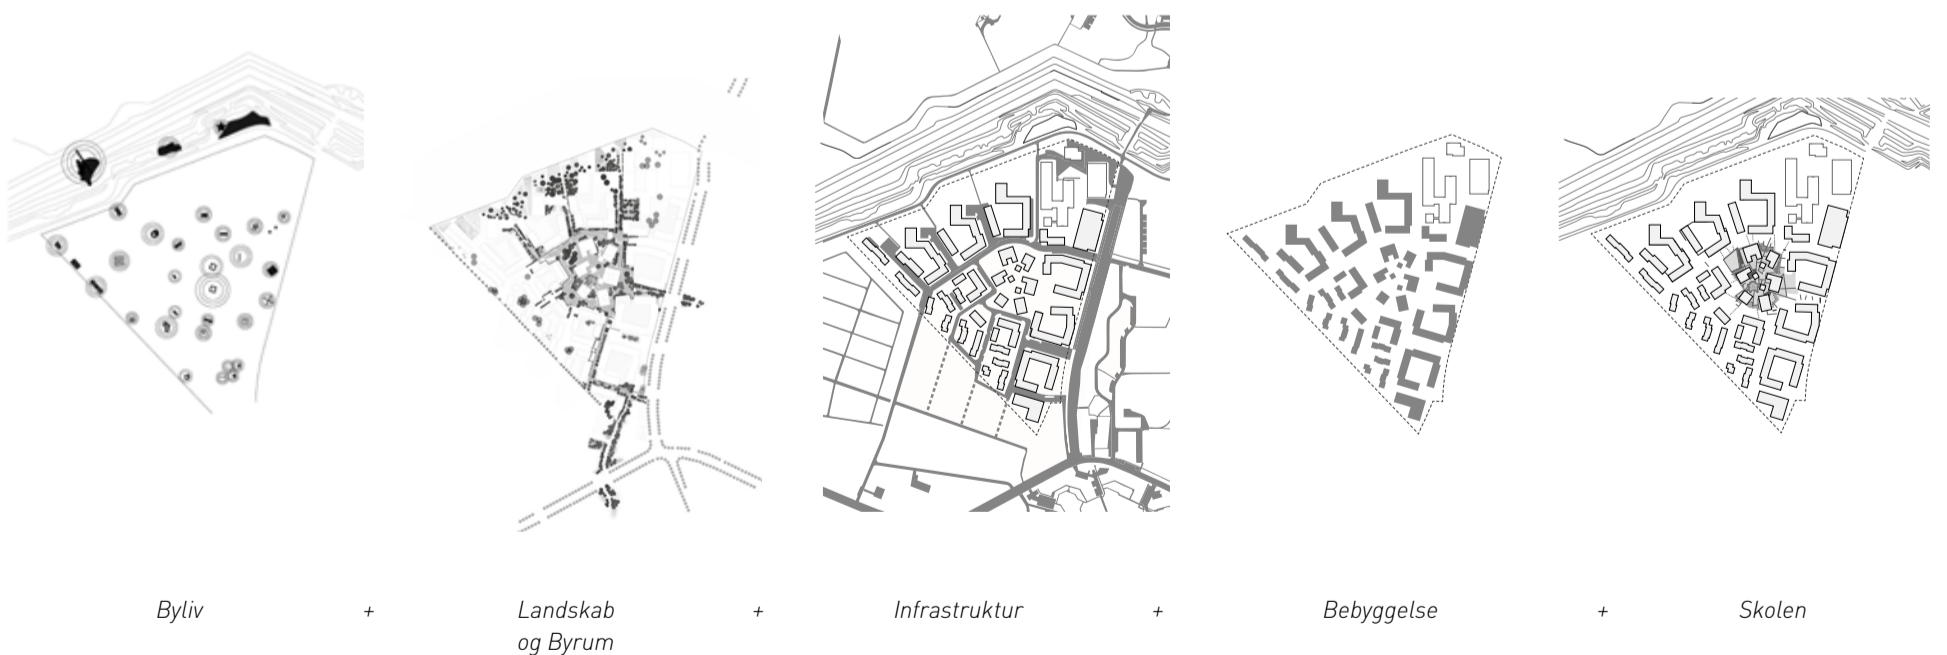 Byliv + Landskab + Infrastruktur + Bebyggelse + Skolen
og Byrum